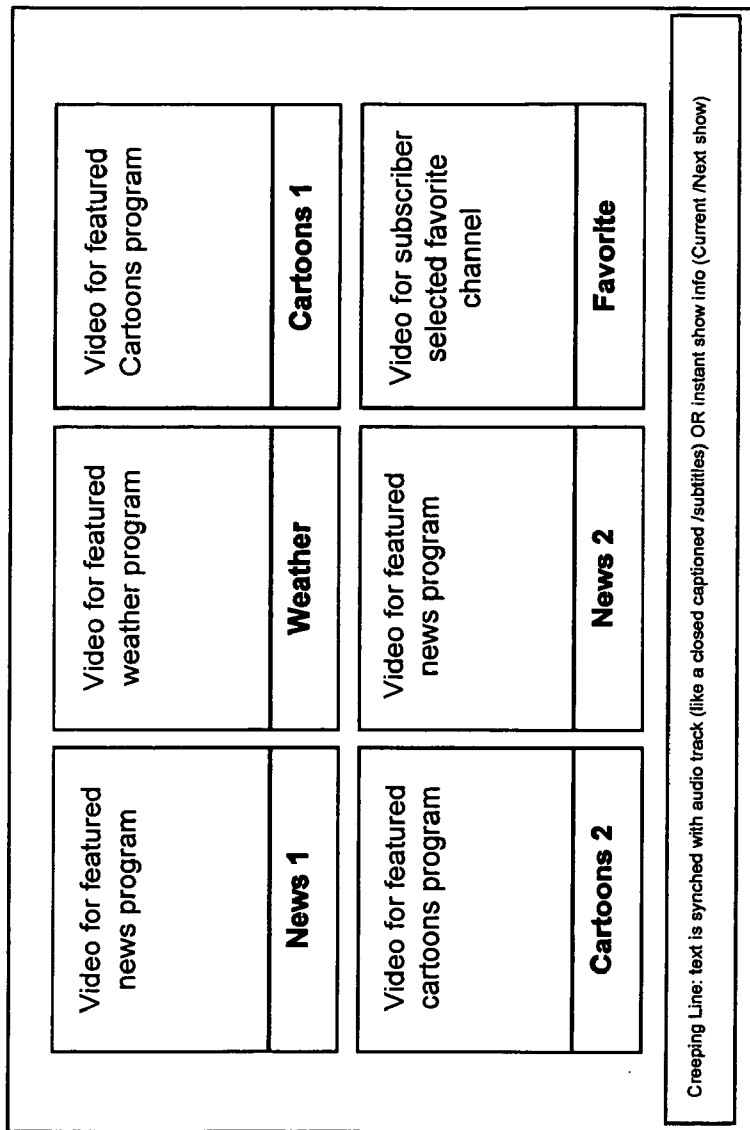 Video for featured
news program
News 1
Video for featured
weather program
Weather
Video for featured
Cartoons program
Cartoons 1
Video for featured
cartoons program
Cartoons 2
Video for featured
news program
News 2
Video for subscriber
selected favorite
channel
Favorite
Creeping Line: text is synched with audio track (like a closed captioned /subtitles) OR instant show info (Current /Next show)